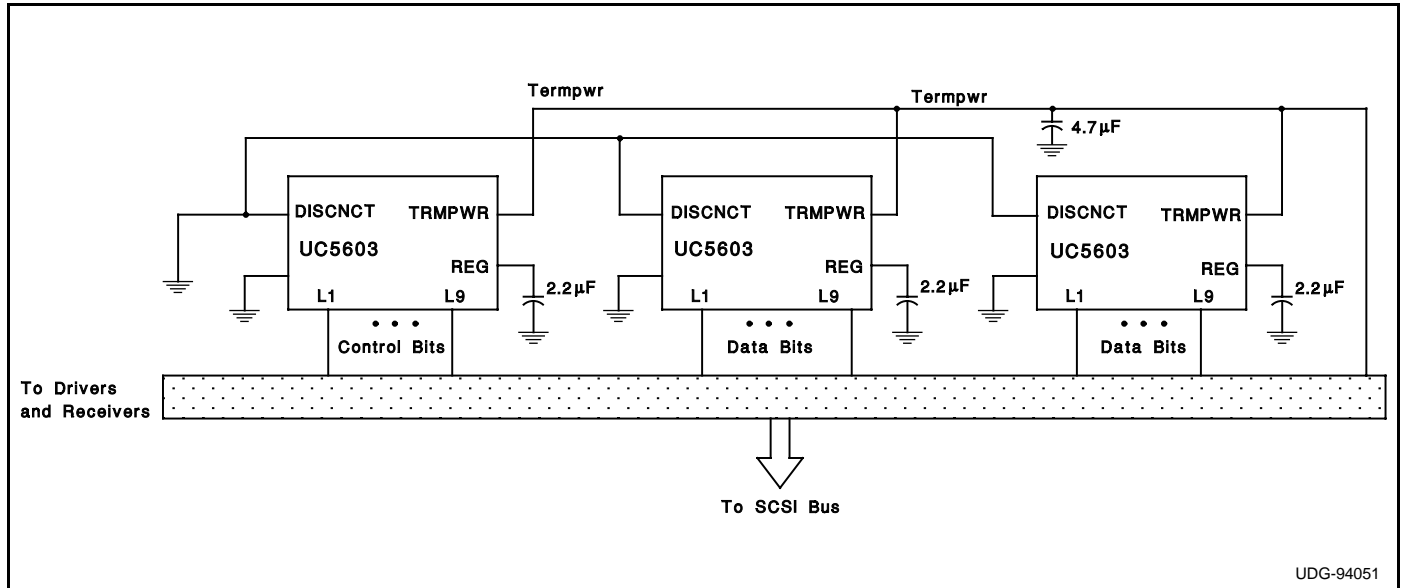 Termpwr
Termpwr
4.7µF
DISCNCT TRMPWR
UC5603
REG
2.2µF
L1 L9
• • •
Control Bits
DISCNCT TRMPWR
UC5603
REG
2.2µF
L1 L9
• • •
Data Bits
DISCNCT TRMPWR
UC5603
REG
2.2µF
L1 L9
• • •
Data Bits
To Drivers
and Receivers
To SCSI Bus
UDG-94051